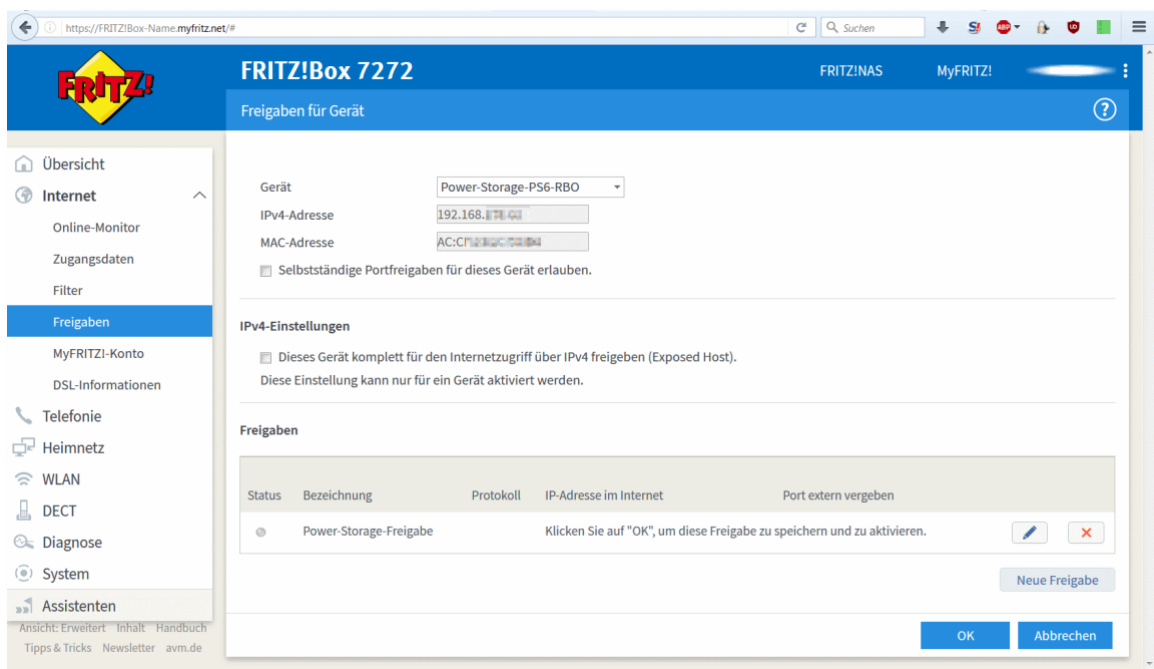 https://FRITZ!Box-Name.myfritz.net/#
Suchen
S!
ABP
FRITZ!
FRITZ!Box 7272
FRITZ!NAS
MyFRITZ!
Freigaben für Gerät
?
Übersicht
Internet
Online-Monitor
Zugangsdaten
Filter
Freigaben
MyFRITZ!-Konto
DSL-Informationen
Telefonie
Heimnetz
WLAN
DECT
Diagnose
System
Assistenten
Ansicht: Erweitert Inhalt Handbuch
Tipps & Tricks Newsletter avm.de
Gerät Power-Storage-PS6-RBO
IPv4-Adresse 192.168.
MAC-Adresse
Selbstständige Portfreigaben für dieses Gerät erlauben.
IPv4-Einstellungen
Dieses Gerät komplett für den Internetzugriff über IPv4 freigeben (Exposed Host).
Diese Einstellung kann nur für ein Gerät aktiviert werden.
Freigaben
Status Bezeichnung Protokoll IP-Adresse im Internet Port extern vergeben
Power-Storage-Freigabe Klicken Sie auf "OK", um diese Freigabe zu speichern und zu aktivieren.
Neue Freigabe
OK Abbrechen